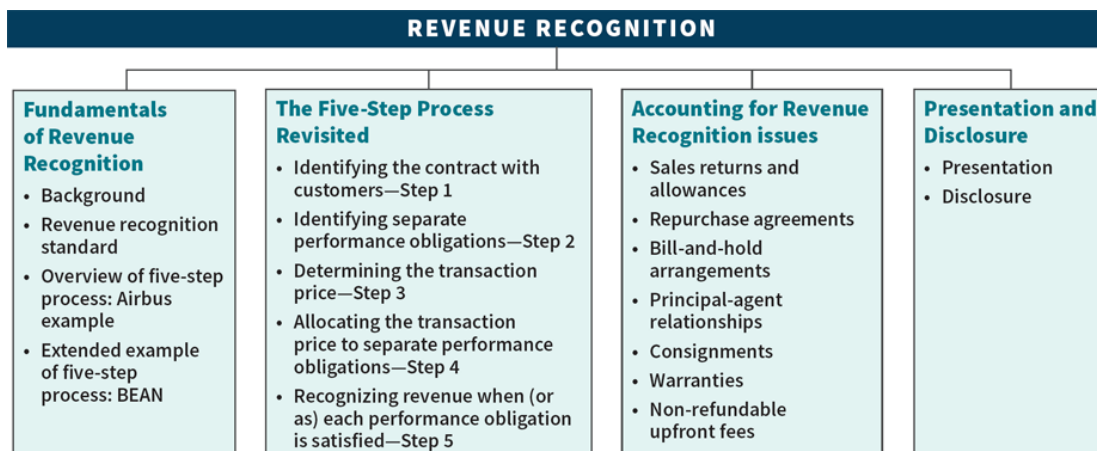 REVENUE RECOGNITION
Fundamentals
of Revenue
Recognition
• Background
• Revenue recognition
standard
• Overview of five-step
process: Airbus
example
• Extended example
of five-step
process: BEAN
The Five-Step Process
Revisited
• Identifying the contract with
customers—Step 1
• Identifying separate
performance obligations—Step 2
• Determining the transaction
price—Step 3
• Allocating the transaction
price to separate performance
obligations—Step 4
• Recognizing revenue when (or
as) each performance obligation
is satisfied—Step 5
Accounting for Revenue
Recognition issues
• Sales returns and
allowances
• Repurchase agreements
• Bill-and-hold
arrangements
• Principal-agent
relationships
• Consignments
• Warranties
• Non-refundable
upfront fees
Presentation and
Disclosure
• Presentation
• Disclosure